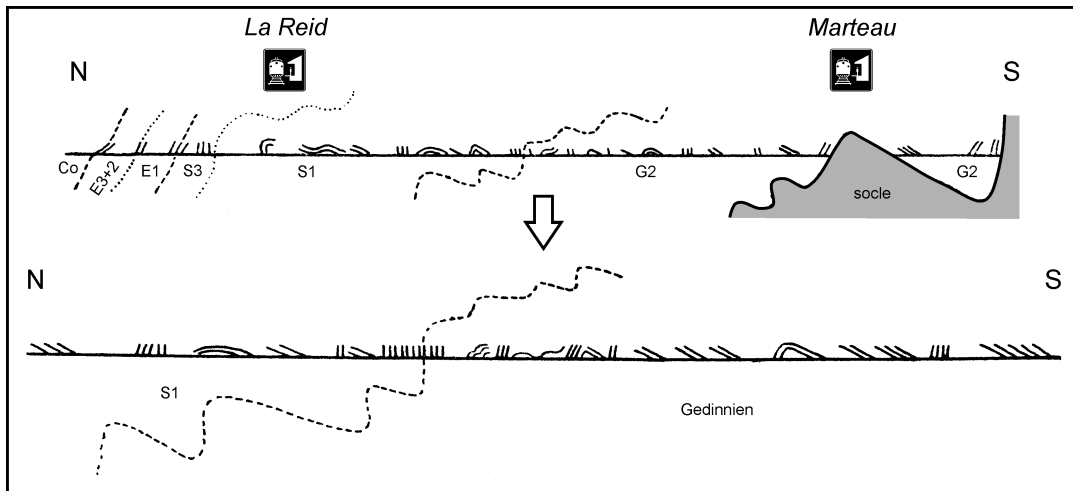 La Reid
Marteau
N
S
Co
E3+2
E1
S3
S1
G2
socle
G2
N
S
S1
Gedinnien